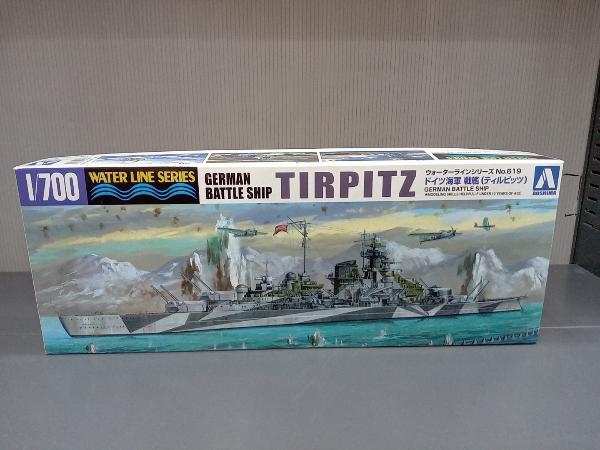 1/700
WATER LINE SERIES
GERMAN
BATTLE SHIP
TIRPITZ
ウォーターラインシリーズ No.619
ドイツ海軍 戦艦(ティルピッツ)
GERMAN BATTLE SHIP
AOSHIMA